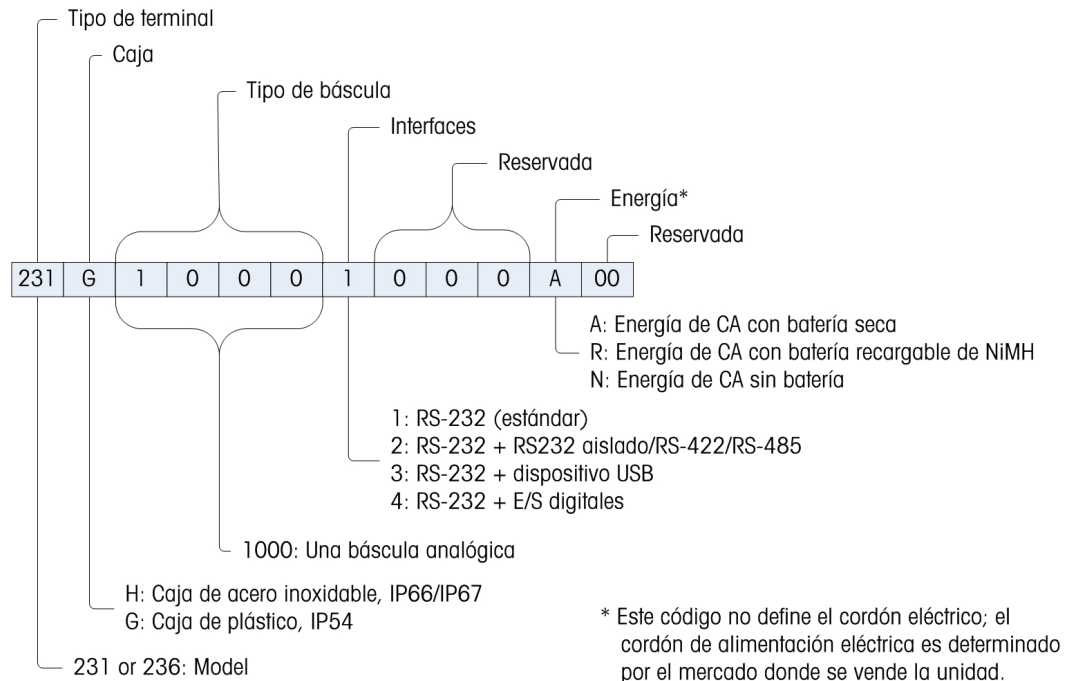 Tipo de terminal
Caja
Tipo de báscula
Interfaces
Reservada
Energía*
Reservada
231 G 1 0 0 0 1 0 0 0 A 00
A: Energía de CA con batería seca
R: Energía de CA con batería recargable de NiMH
N: Energía de CA sin batería
1: RS-232 (estándar)
2: RS-232 + RS232 aislado/RS-422/RS-485
3: RS-232 + dispositivo USB
4: RS-232 + E/S digitales
1000: Una báscula analógica
H: Caja de acero inoxidable, IP66/IP67
G: Caja de plástico, IP54
231 or 236: Model
* Este código no define el cordón eléctrico; el
cordón de alimentación eléctrica es determinado
por el mercado donde se vende la unidad.